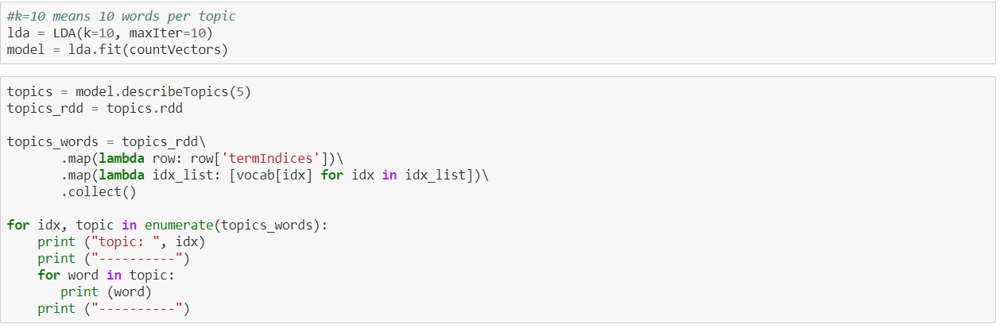 #k=10 means 10 words per topic
lda = LDA(k=10, maxIter=10)
model = lda.fit(countVectors)
topics = model.describeTopics(5)
topics_rdd = topics.rdd
topics_words = topics_rdd\
       .map(lambda row: row['termIndices'])\
       .map(lambda idx_list: [vocab[idx] for idx in idx_list])\
       .collect()
for idx, topic in enumerate(topics_words):
    print ("topic: ", idx)
    print ("----------")
    for word in topic:
       print (word)
    print ("----------")